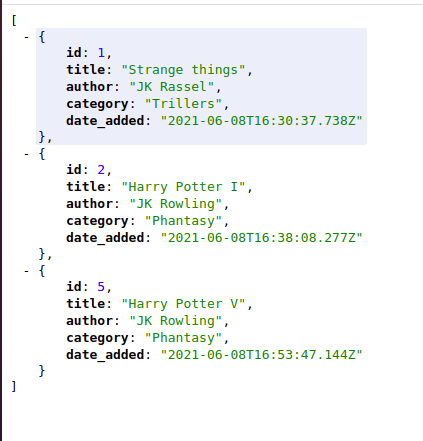 [
- {
id: 1,
title: "Strange things",
author: "JK Rassel",
category: "Trillers",
date_added: "2021-06-08T16:30:37.738Z"
},
- {
id: 2,
title: "Harry Potter I",
author: "JK Rowling",
category: "Phantasy",
date_added: "2021-06-08T16:38:08.277Z"
},
- {
id: 5,
title: "Harry Potter V",
author: "JK Rowling",
category: "Phantasy",
date_added: "2021-06-08T16:53:47.144Z"
}
]